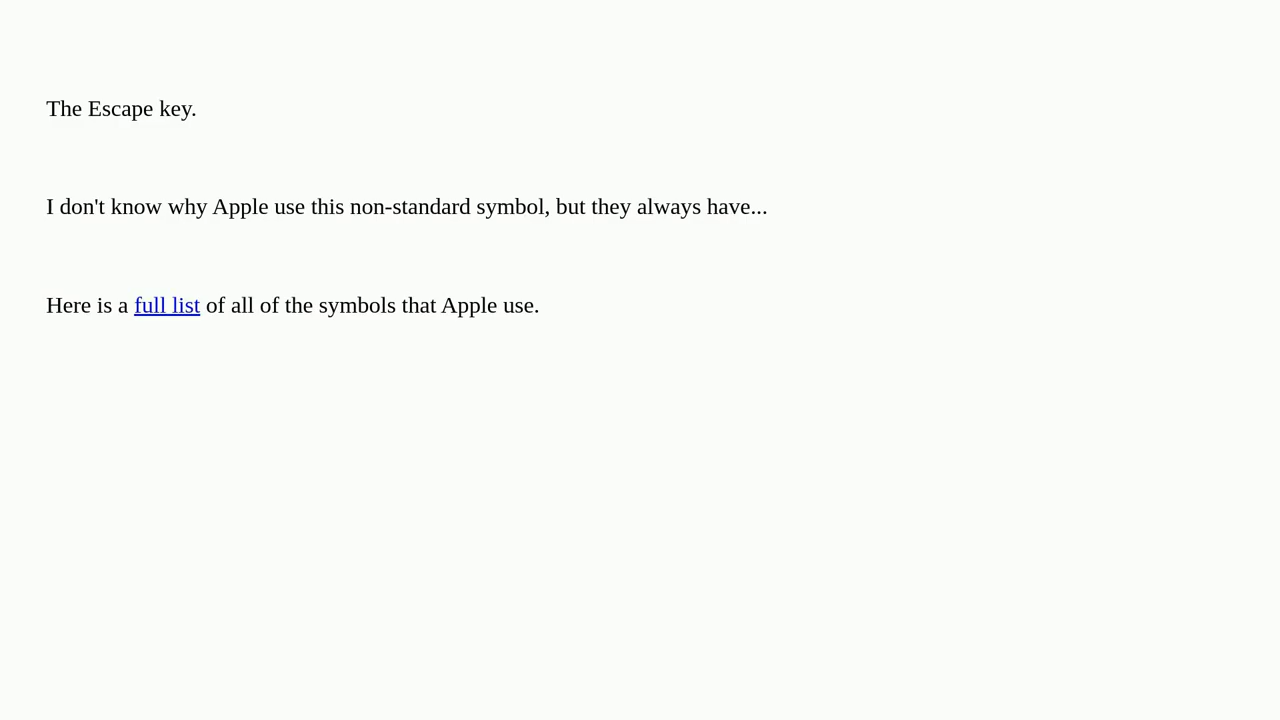 The Escape key.
I don't know why Apple use this non-standard symbol, but they always have...
Here is a full list of all of the symbols that Apple use.